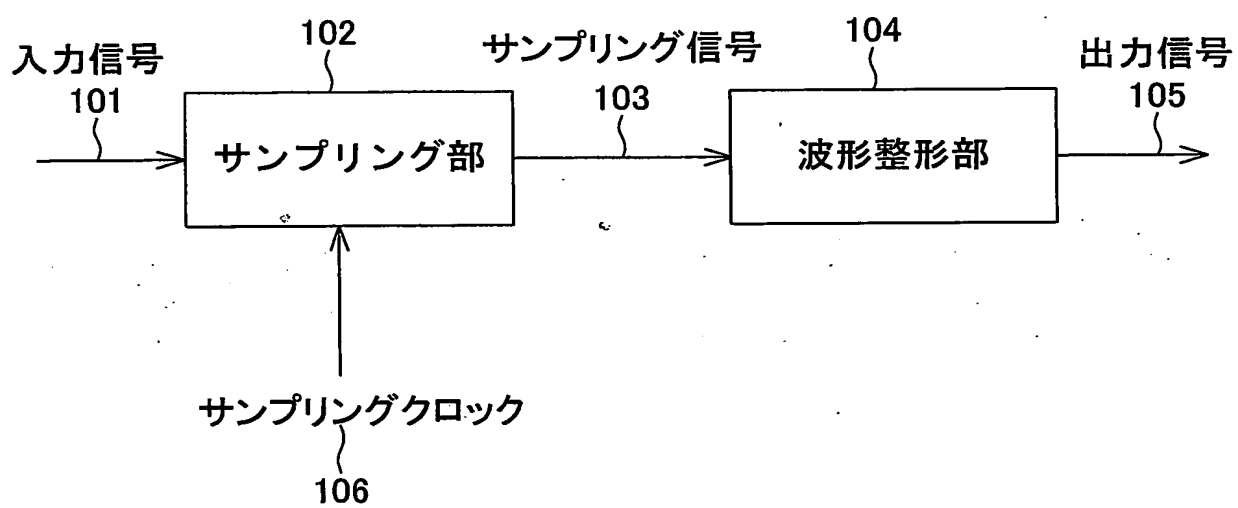 入力信号
101
102
サンプリング部
サンプリング信号
103
104
波形整形部
出力信号
105
サンプリングクロック
106